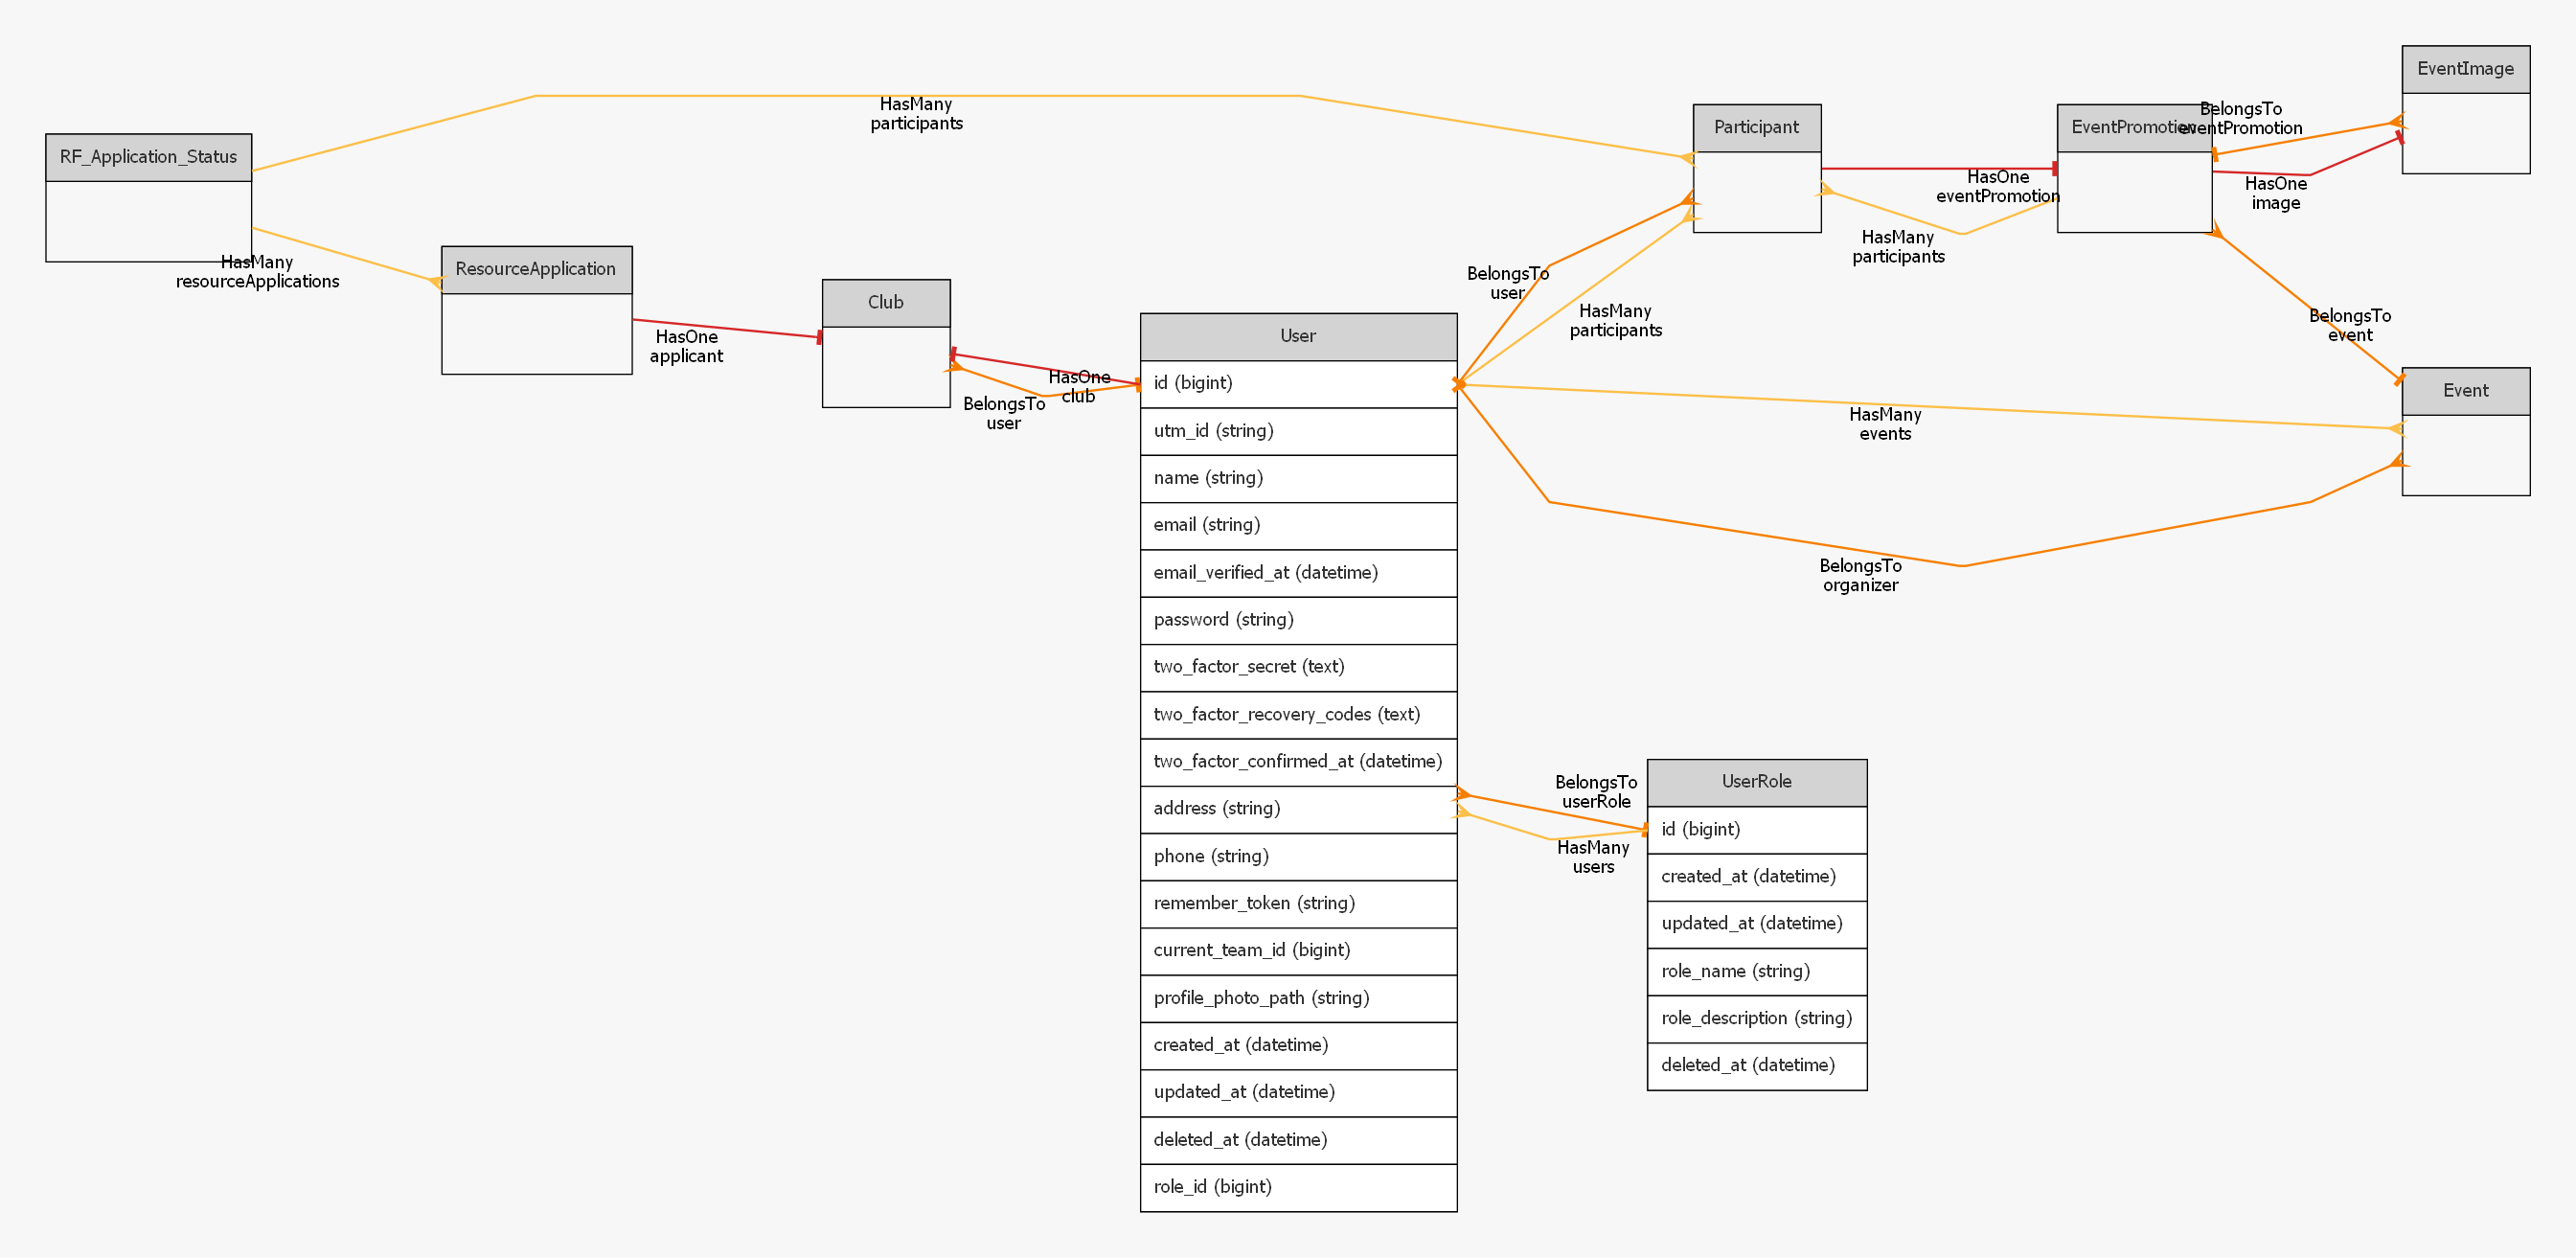 EventImage
BelongsTo
eventPromotion
HasMany
participants
Participant
EventPromotion
RF_Application_Status
HasOne
eventPromotion
HasOne
image
HasMany
participants
HasMany
resourceApplications
ResourceApplication
BelongsTo
user
Club
HasMany
participants
BelongsTo
event
HasOne
applicant
User
HasOne
club
BelongsTo
user
id (bigint)
Event
HasMany
events
utm_id (string)
name (string)
email (string)
email_verified_at (datetime)
BelongsTo
organizer
password (string)
two_factor_secret (text)
two_factor_recovery_codes (text)
two_factor_confirmed_at (datetime)
address (string)
phone (string)
remember_token (string)
current_team_id (bigint)
profile_photo_path (string)
created_at (datetime)
updated_at (datetime)
deleted_at (datetime)
role_id (bigint)
BelongsTo
userRole
HasMany
users
UserRole
id (bigint)
created_at (datetime)
updated_at (datetime)
role_name (string)
role_description (string)
deleted_at (datetime)